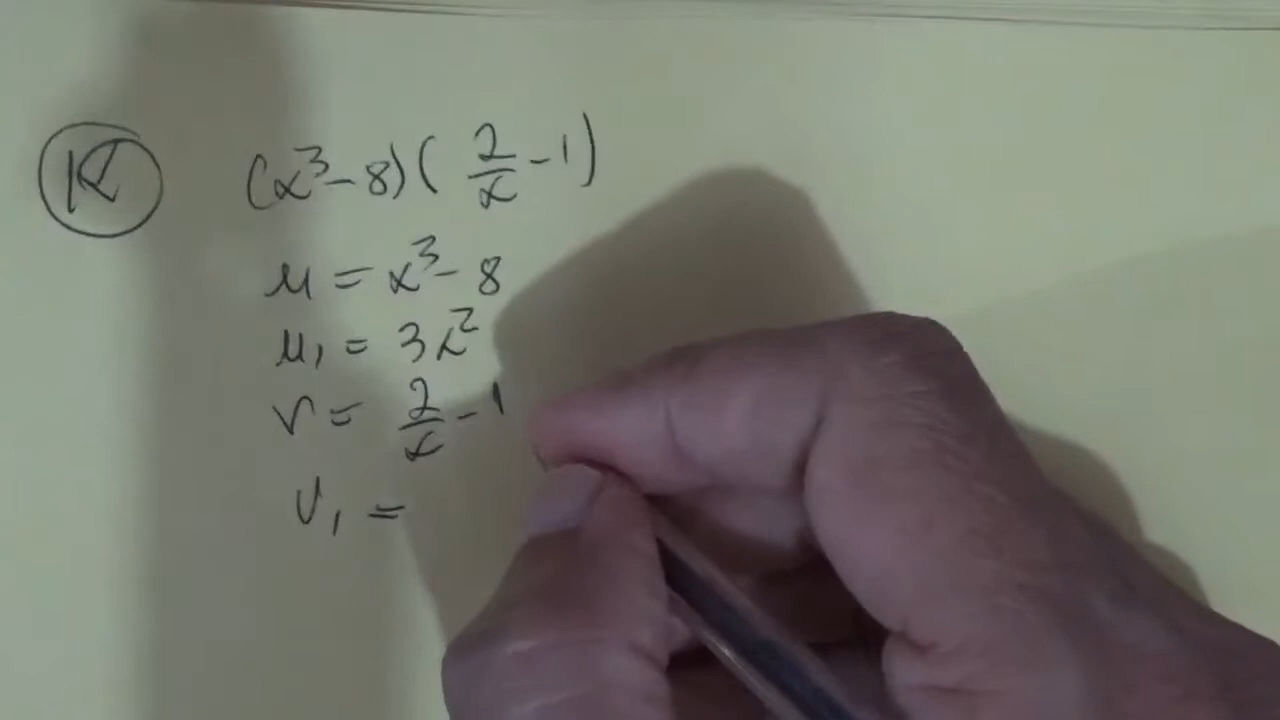 K (x³-8)(2/x-1)
u = x³-8
u₁ = 3x²
v = 2/x-1
v₁ =